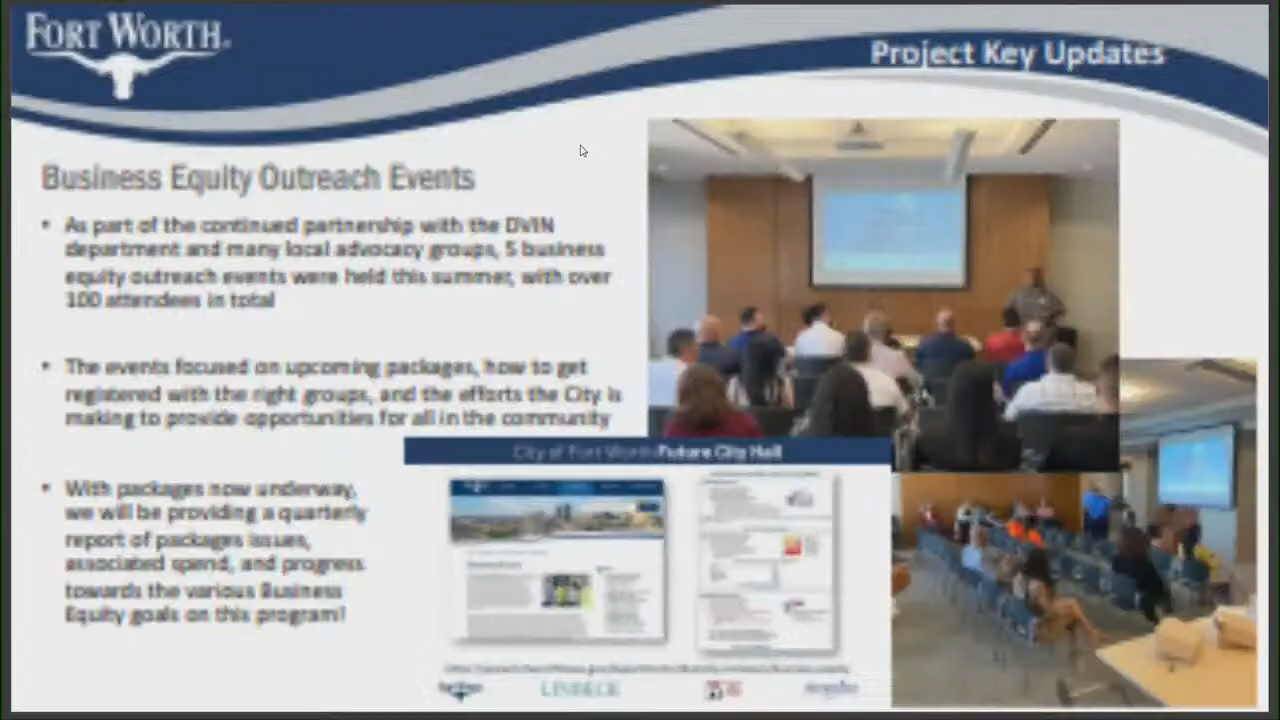 FORT WORTH
Project Key Updates
Business Equity Outreach Events
• As part of the continued partnership with the DVIN
department and many local advocacy groups, 5 business
equity outreach events were held this summer, with over
100 attendees in total
• The events focused on upcoming packages, how to get
registered with the right groups, and the efforts the City is
making to provide opportunities for all in the community
• With packages now underway,
we will be providing a quarterly
report of packages issues,
associated spend, and progress
towards the various Business
Equity goals on this program!
City of Fort Worth Future City Hall
LINBECK